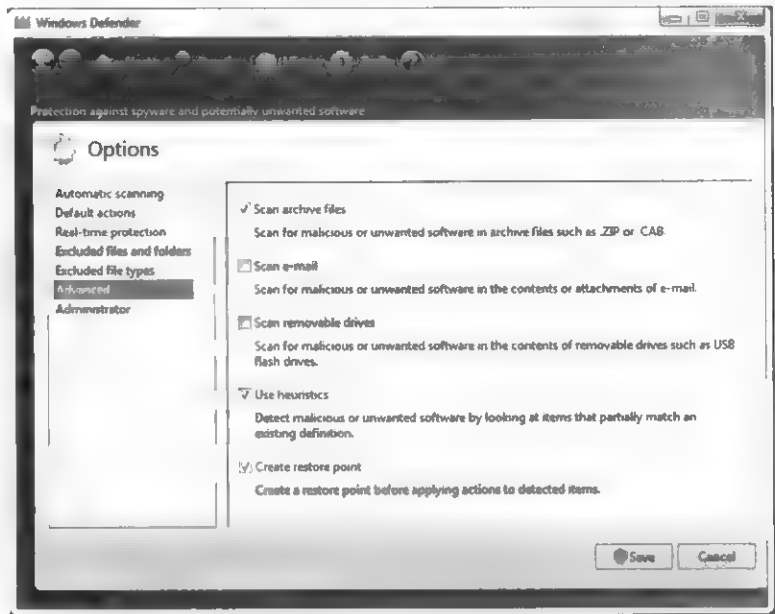 Windows Defender
Protection against spyware and potentially unwanted software
Options
Automatic scanning
Default actions
Real-time protection
Excluded files and folders
Excluded file types
Advanced
Administrator
Scan archive files
Scan for malicious or unwanted software in archive files such as .ZIP or .CAB.
Scan e-mail
Scan for malicious or unwanted software in the contents or attachments of e-mail.
Scan removable drives
Scan for malicious or unwanted software in the contents of removable drives such as USB
flash drives.
Use heuristics
Detect malicious or unwanted software by looking at items that partially match an
existing definition.
Create restore point
Create a restore point before applying actions to detected items.
Save
Cancel